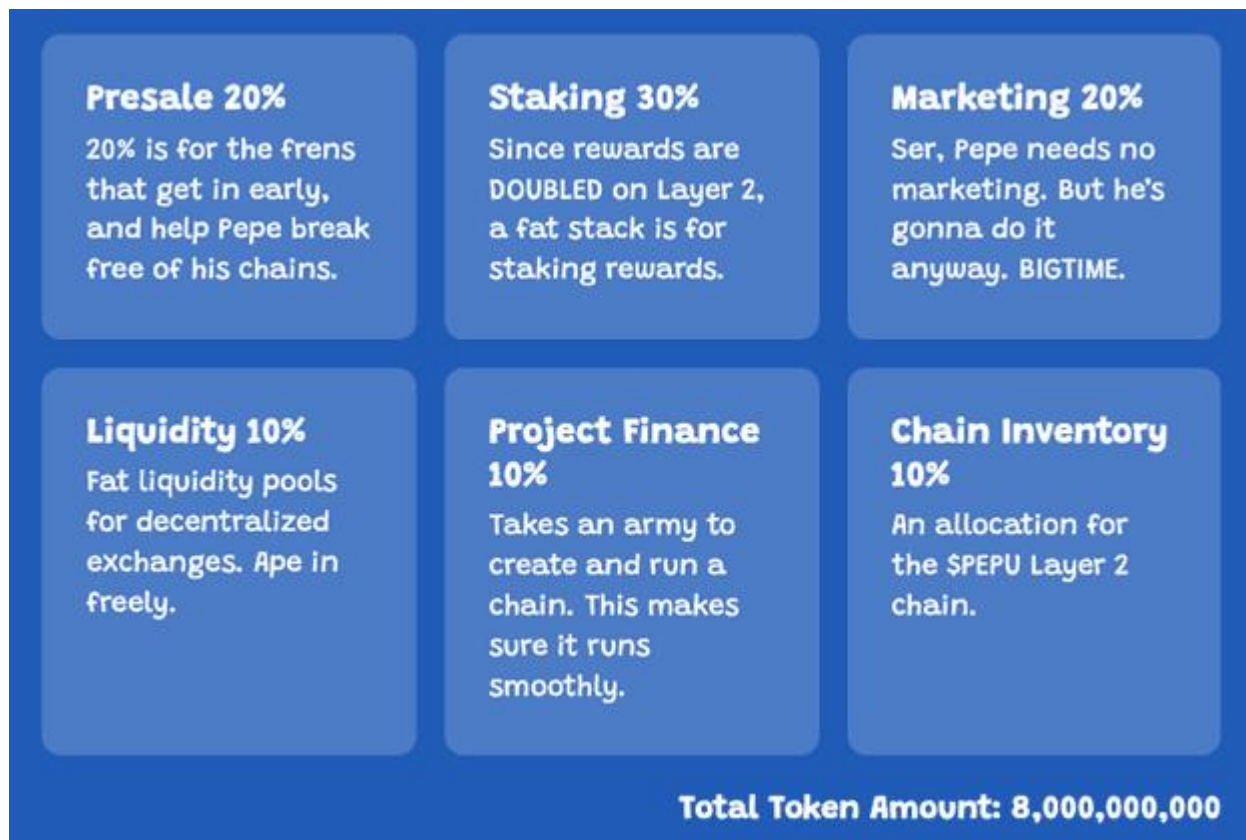 Presale 20%
20% is for the frens
that get in early,
and help Pepe break
free of his chains.
Staking 30%
Since rewards are
DOUBLED on Layer 2,
a fat stack is for
staking rewards.
Marketing 20%
Ser, Pepe needs no
marketing. But he's
gonna do it
anyway. BIGTIME.
Liquidity 10%
Fat liquidity pools
for decentralized
exchanges. Ape in
freely.
Project Finance
10%
Takes an army to
create and run a
chain. This makes
sure it runs
smoothly.
Chain Inventory
10%
An allocation for
the $PEPU Layer 2
chain.
Total Token Amount: 8,000,000,000